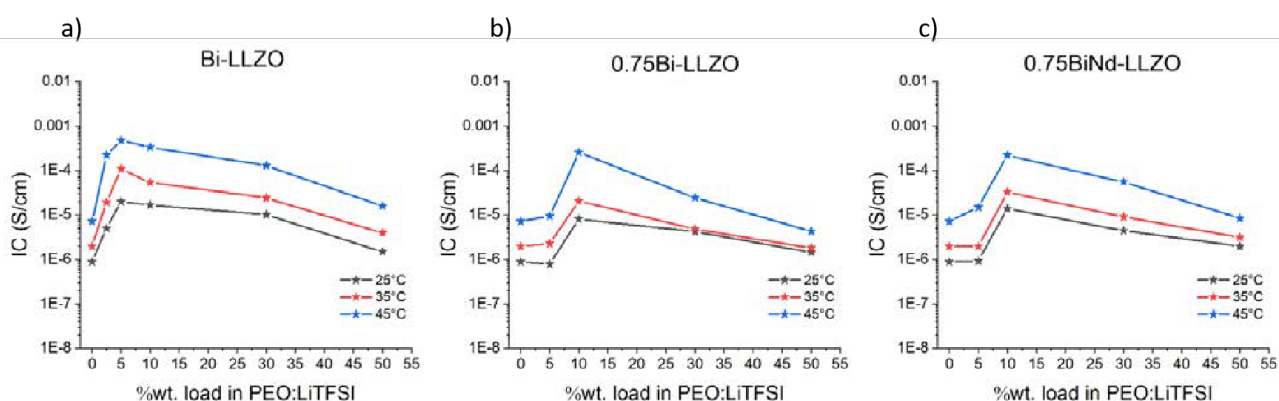 a)
Bi-LLZO
IC (S/cm)
0.01
0.001
1E-4
1E-5
1E-6
1E-7
1E-8
25°C
35°C
45°C
0 5 10 15 20 25 30 35 40 45 50 55
%wt. load in PEO:LiTFSI
b)
0.75Bi-LLZO
IC (S/cm)
0.01
0.001
1E-4
1E-5
1E-6
1E-7
1E-8
25°C
35°C
45°C
0 5 10 15 20 25 30 35 40 45 50 55
%wt. load in PEO:LiTFSI
c)
0.75BiNd-LLZO
IC (S/cm)
0.01
0.001
1E-4
1E-5
1E-6
1E-7
1E-8
25°C
35°C
45°C
0 5 10 15 20 25 30 35 40 45 50 55
%wt. load in PEO:LiTFSI